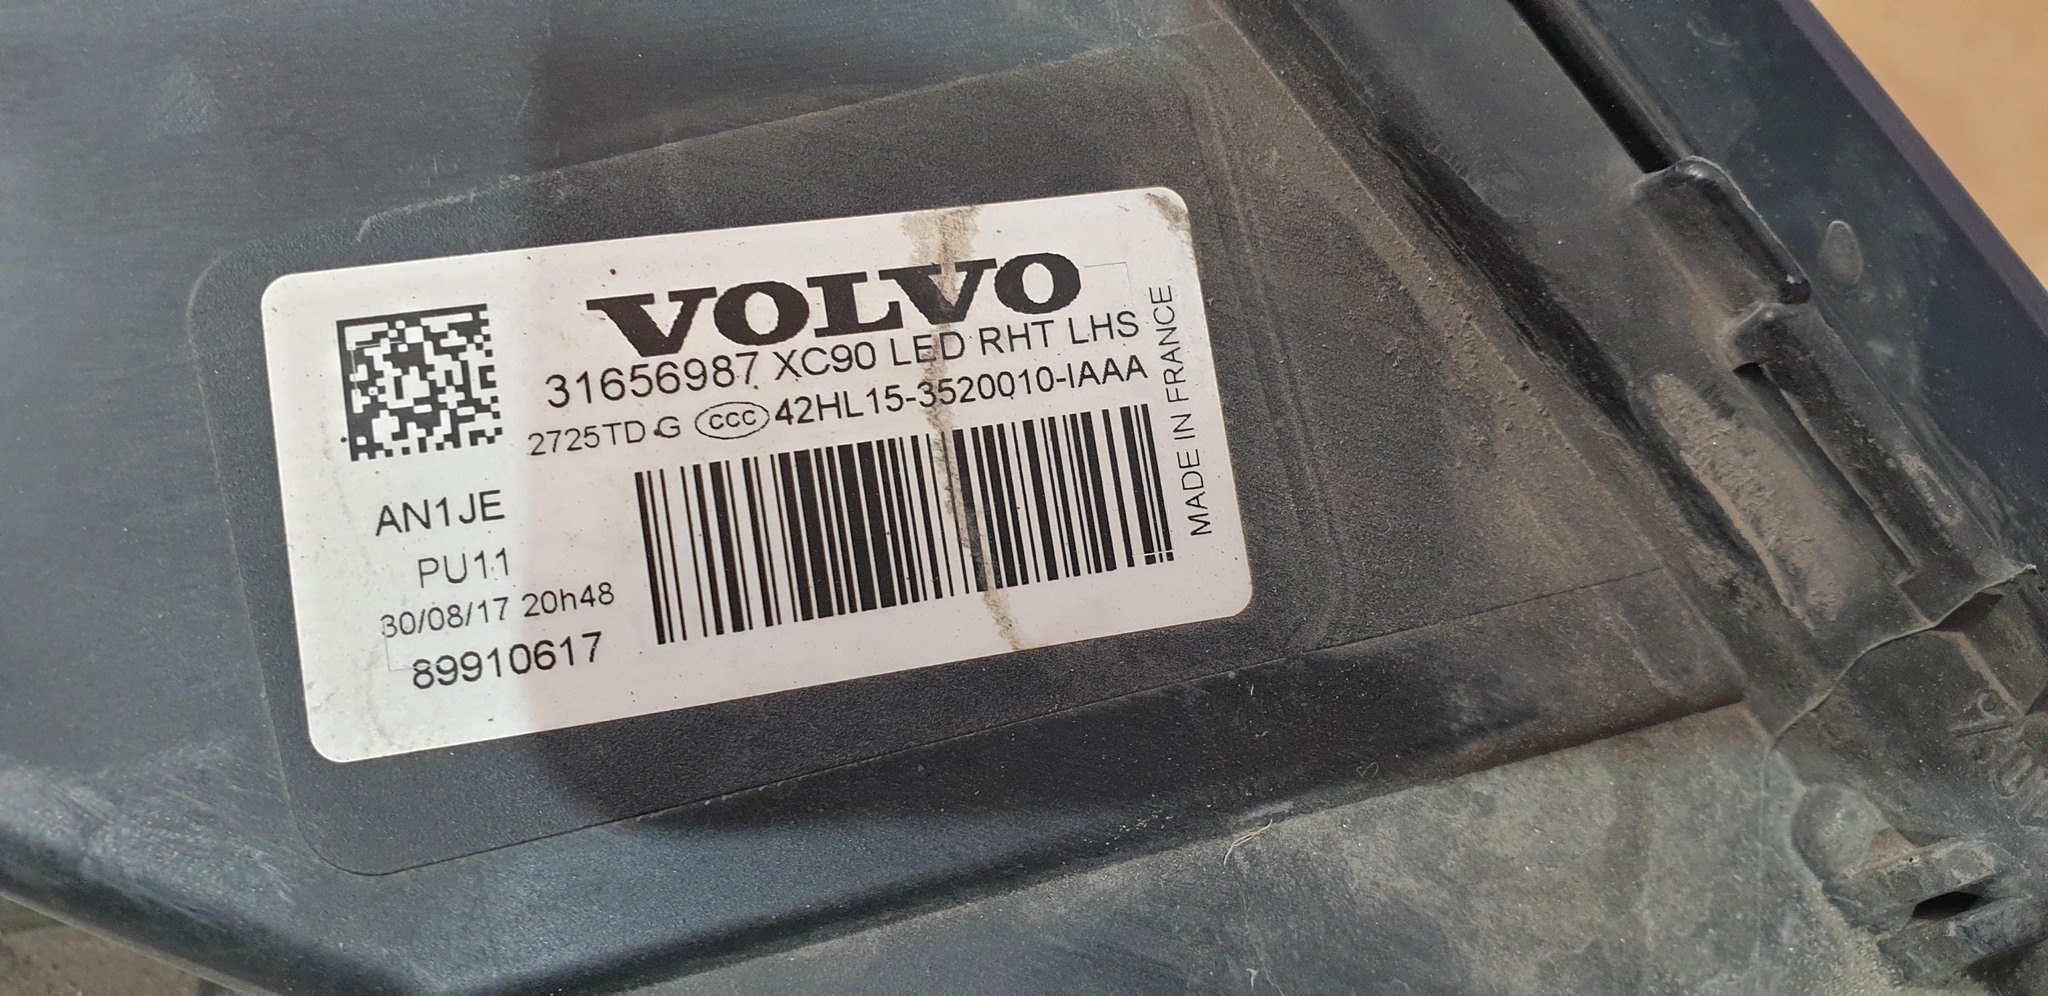 VOLVO
31656987 XC90 LED RHT LHS
2725TD G CCC 42HL15-3520010-IAAA
MADE IN FRANCE
AN1JE
PU11
30/08/17 20h48
89910617